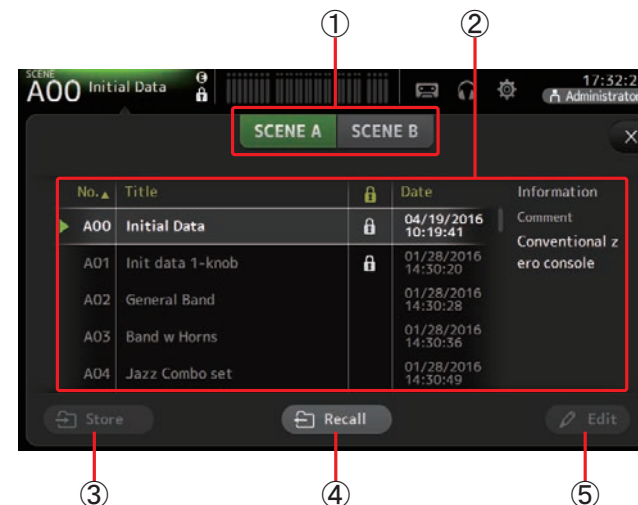 ① ②
SCENE
A00 Initial Data E 17:32:2
Administrator
SCENE A SCENE B X
No. Title Date Information
A00 Initial Data 04/19/2016 10:19:41
Comment
Conventional z
ero console
A01 Init data 1-knob 01/28/2016 14:30:20
A02 General Band 01/28/2016 14:30:28
A03 Band w Horns 01/28/2016 14:30:36
A04 Jazz Combo set 01/28/2016 14:30:49
Store Recall Edit
③ ④ ⑤